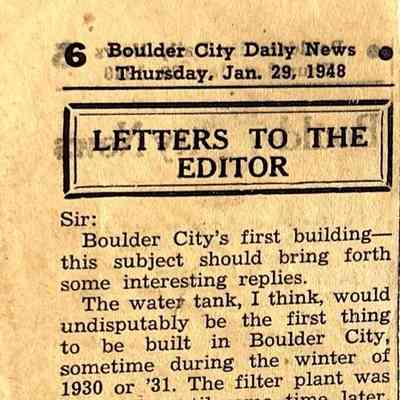 6 Boulder City Daily News
Thursday, Jan. 29, 1948
LETTERS TO THE
EDITOR
Sir:
Boulder City's first building—
this subject should bring forth
some interesting replies.
The water tank, I think, would
undisputably be the first thing
to be built in Boulder City,
sometime during the winter of
1930 or '31. The filter plant was
time later.